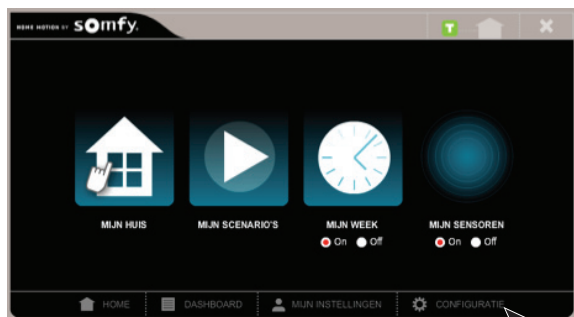 HOME MOTION BY somfy.
T
MIJN HUIS
MIJN SCENARIO'S
MIJN WEEK
On Off
MIJN SENSOREN
On Off
HOME
DASHBOARD
MIJN INSTELLINGEN
CONFIGURATIE